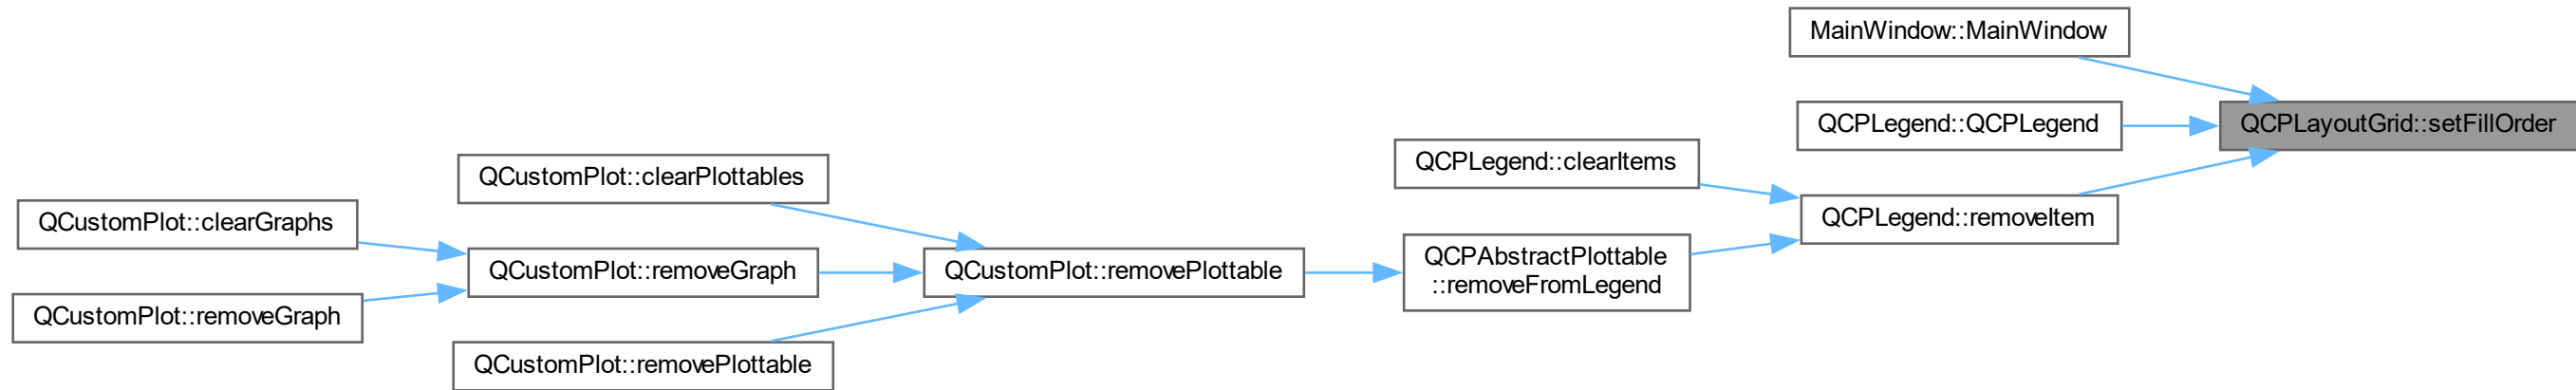 MainWindow::MainWindow
QCPLegend::QCPLegend
QCPLayoutGrid::setFillOrder
QCPLegend::clearItems
QCustomPlot::clearPlottables
QCPLegend::removeItem
QCustomPlot::clearGraphs
QCPAbstractPlottable
::removeFromLegend
QCustomPlot::removeGraph
QCustomPlot::removePlottable
QCustomPlot::removeGraph
QCustomPlot::removePlottable